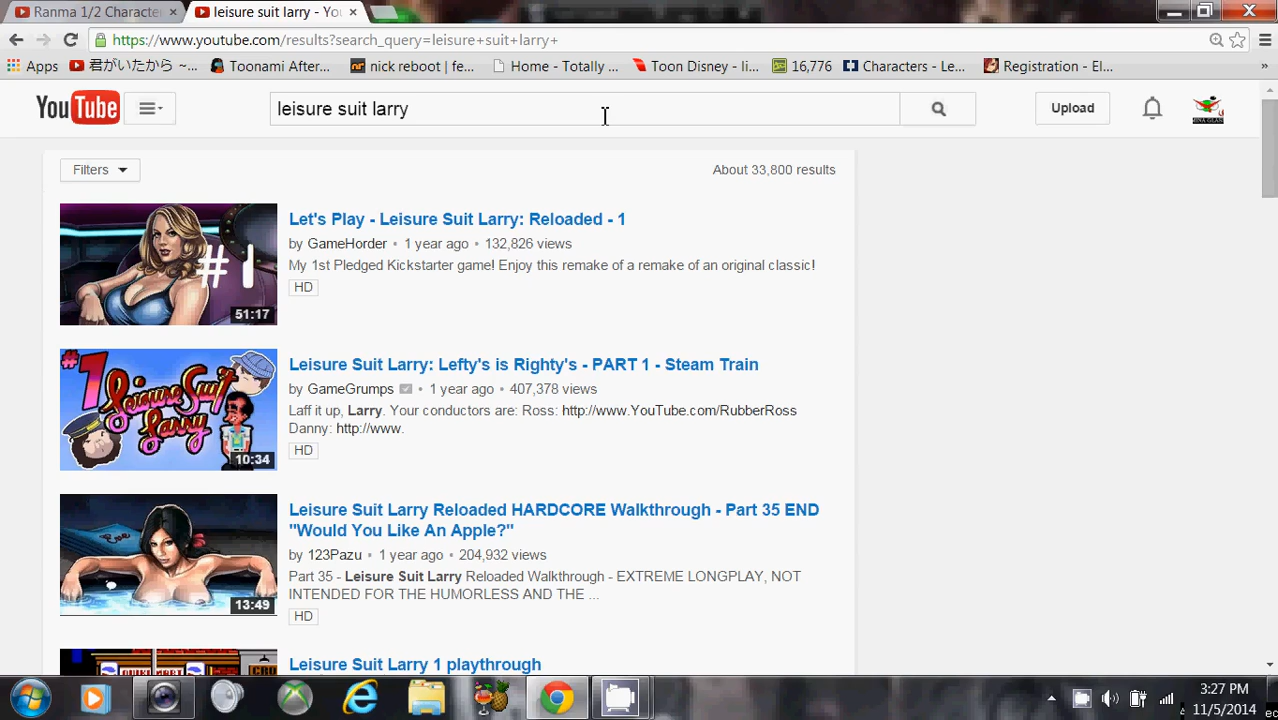 Ranma 1/2 Characte
leisure suit larry - Yo
https://www.youtube.com/results?search_query=leisure+suit+larry+
Apps
君がいたから ~...
Toonami After...
nick reboot | fe...
Home - Totally ...
Toon Disney - li...
16,776
Characters - Le...
Registration - El...
»
YouTube
leisure suit larry
Upload
Filters
About 33,800 results
Let's Play - Leisure Suit Larry: Reloaded - 1
by GameHorder • 1 year ago • 132,826 views
My 1st Pledged Kickstarter game! Enjoy this remake of a remake of an original classic!
HD
#1
51:17
Leisure Suit Larry: Lefty's is Righty's - PART 1 - Steam Train
by GameGrumps • 1 year ago • 407,378 views
Laff it up, Larry. Your conductors are: Ross: http://www.YouTube.com/RubberRoss
Danny: http://www.
HD
#1
Leisure Suit
Larry
10:34
Leisure Suit Larry Reloaded HARDCORE Walkthrough - Part 35 END
"Would You Like An Apple?"
by 123Pazu • 1 year ago • 204,932 views
Part 35 - Leisure Suit Larry Reloaded Walkthrough - EXTREME LONGPLAY, NOT
INTENDED FOR THE HUMORLESS AND THE ...
HD
13:49
Leisure Suit Larry 1 playthrough
3:27 PM
11/5/2014